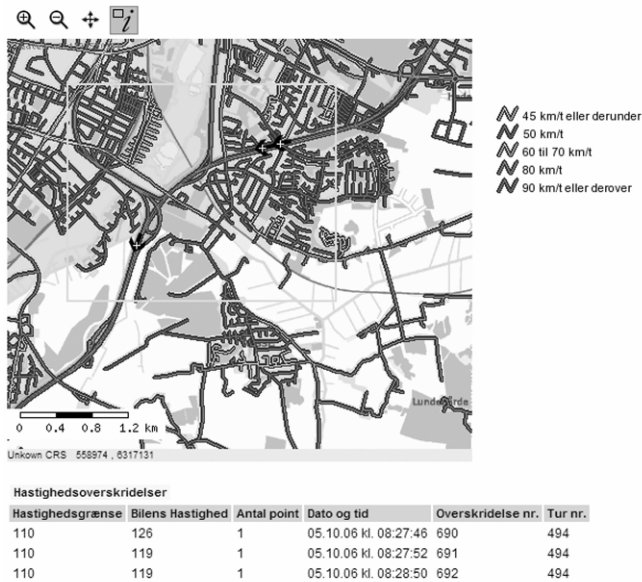 45 km/t eller derunder
50 km/t
60 til 70 km/t
80 km/t
90 km/t eller derover
0 0.4 0.8 1.2 km
Unkown CRS 558974 , 6317131
Hastighedsoverskridelser
Hastighedsgrænse Bilens Hastighed Antal point Dato og tid Overskridelse nr. Tur nr.
110 126 1 05.10.06 kl. 08:27:46 690 494
110 119 1 05.10.06 kl. 08:27:52 691 494
110 119 1 05.10.06 kl. 08:28:50 692 494